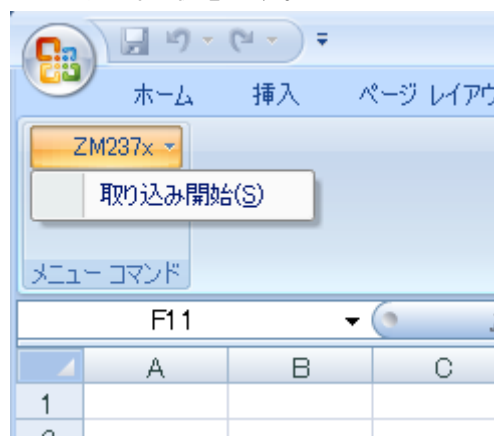 ホーム 挿入 ページ レイアウ
ZM237x
取り込み開始(S)
メニュー コマンド
F11
A B C
1